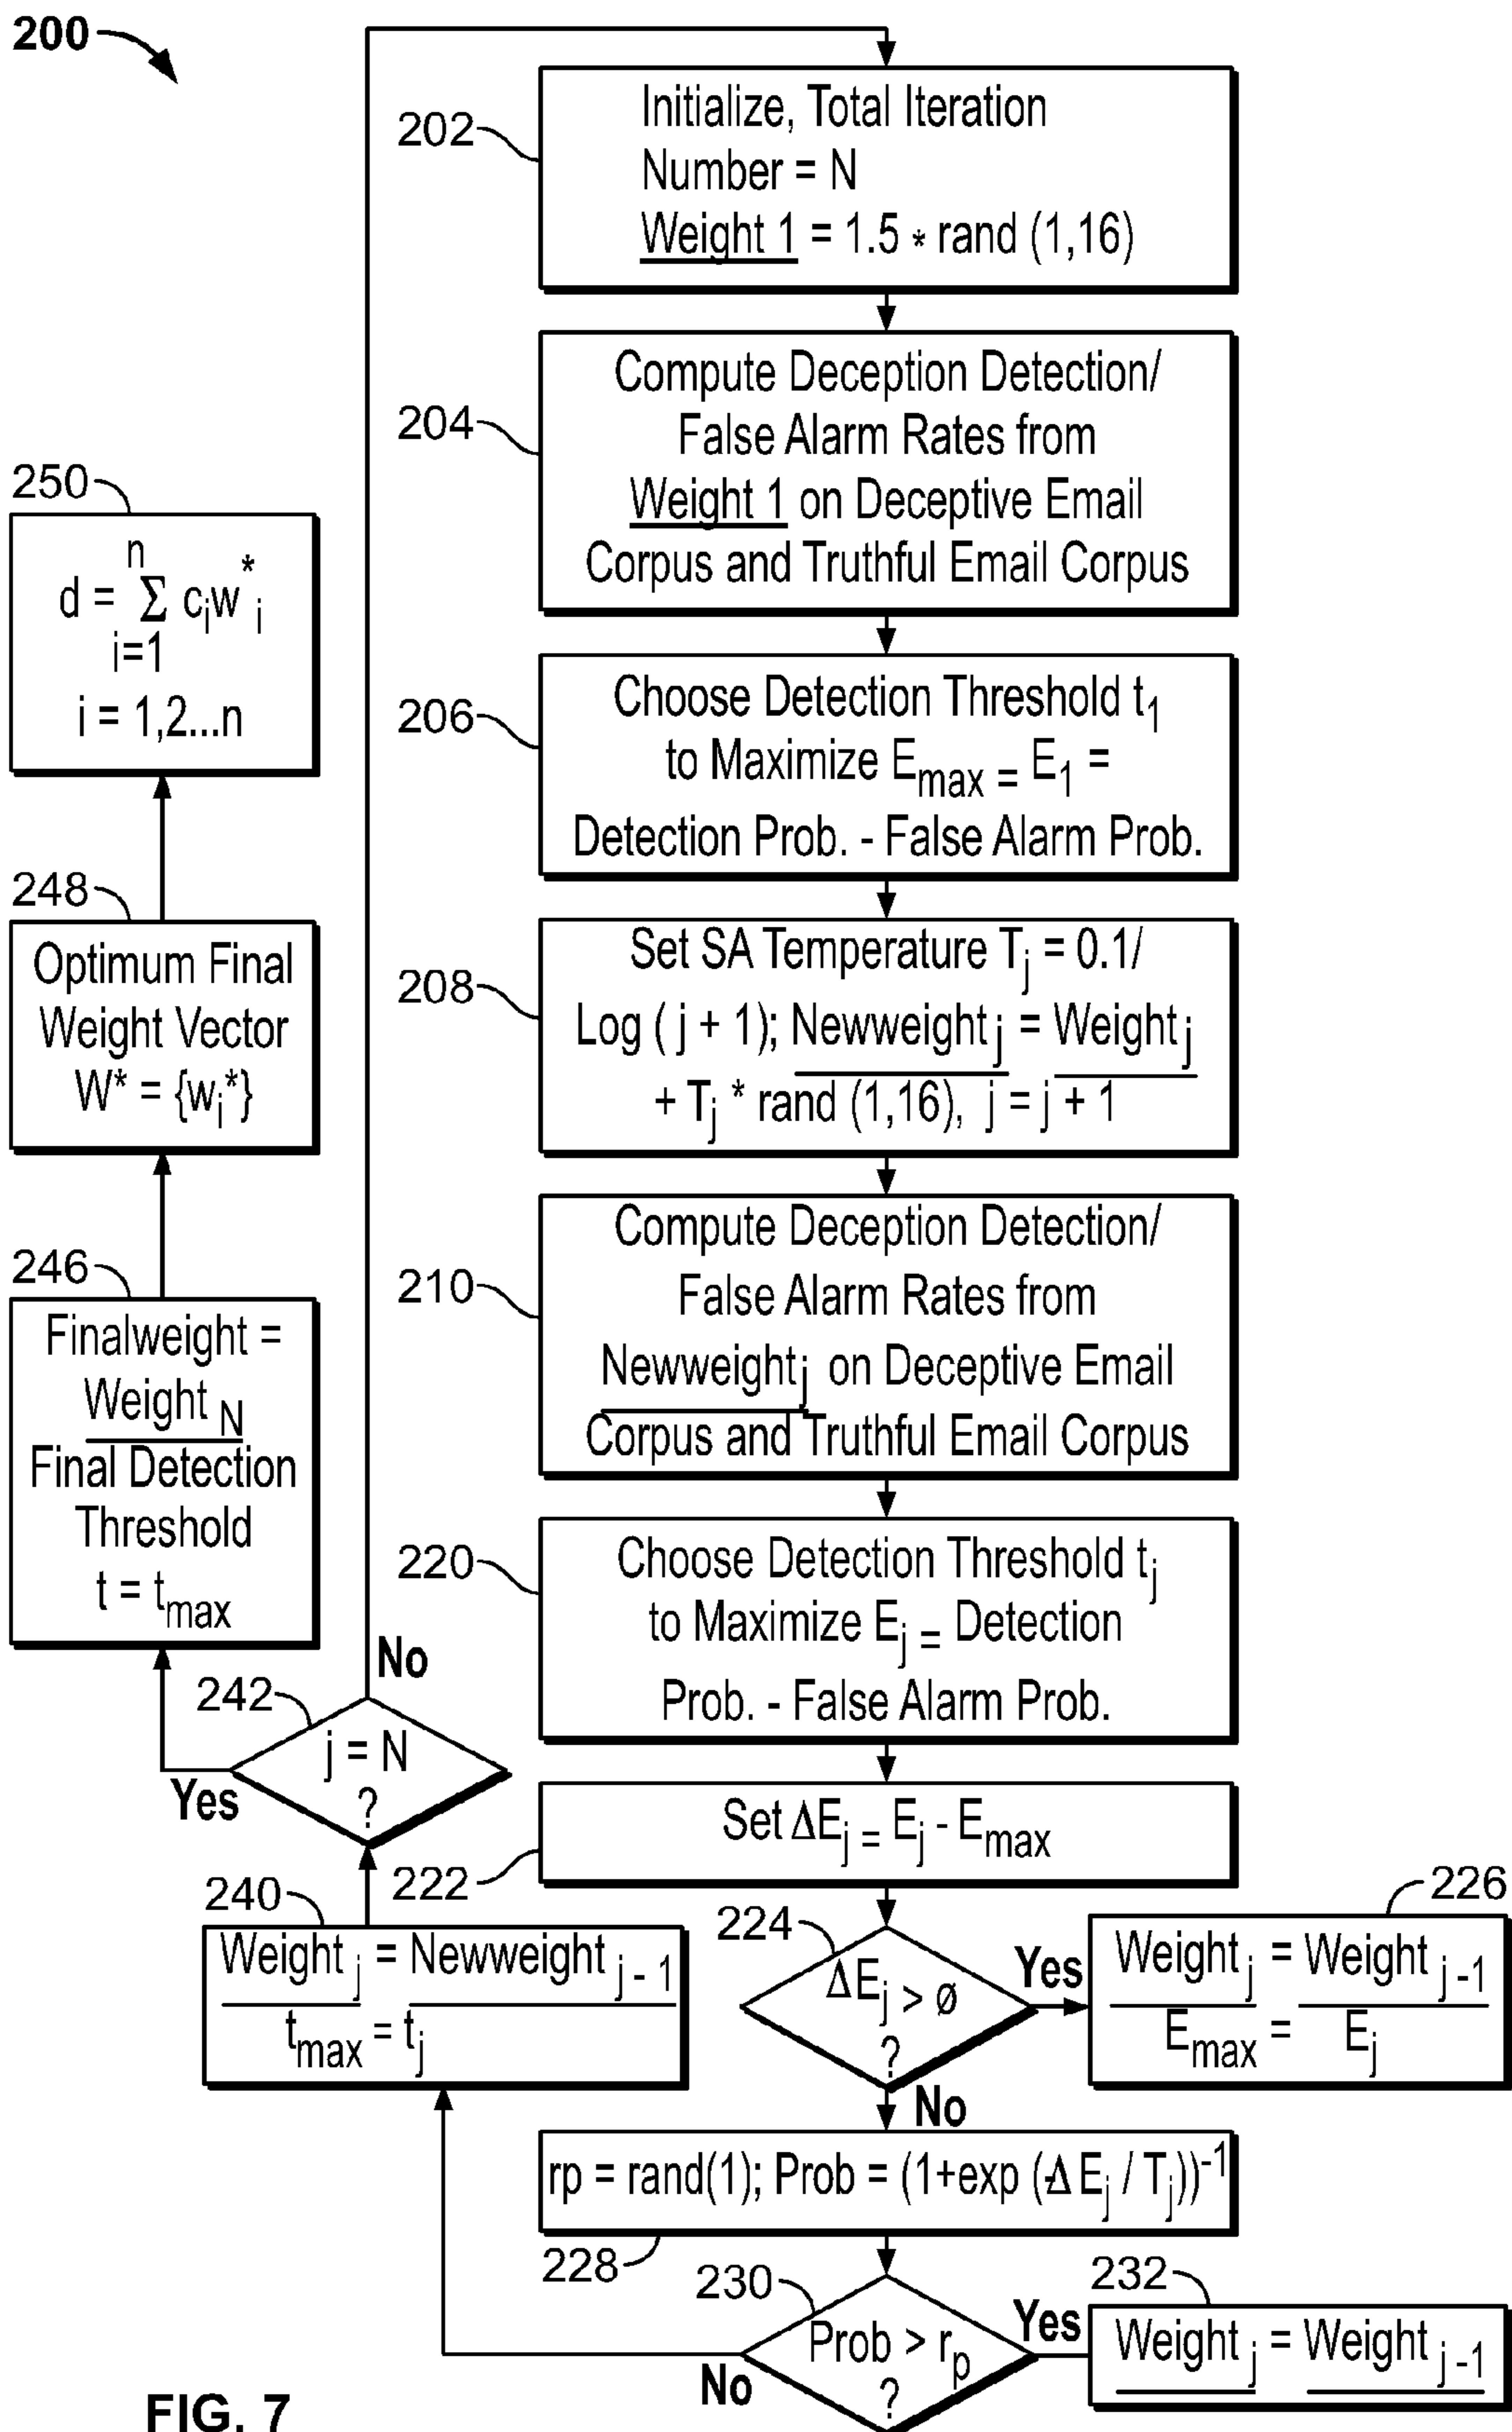 200
202
Initialize, Total Iteration
Number = N
Weight 1 = 1.5 * rand (1,16)
204
Compute Deception Detection/
False Alarm Rates from
Weight 1 on Deceptive Email
Corpus and Truthful Email Corpus
206
Choose Detection Threshold t1
to Maximize Emax = E1 =
Detection Prob. - False Alarm Prob.
208
Set SA Temperature Tj = 0.1/
Log ( j + 1); Newweight j = Weight j
+ Tj * rand (1,16), j = j + 1
210
Compute Deception Detection/
False Alarm Rates from
Newweight j on Deceptive Email
Corpus and Truthful Email Corpus
220
Choose Detection Threshold tj
to Maximize Ej = Detection
Prob. - False Alarm Prob.
222
Set ΔEj = Ej - Emax
224
ΔEj > ø
?
Yes
No
226
Weight j = Weight j-1
Emax = Ej
228
rp = rand(1); Prob = (1+exp (-Δ Ej / Tj))-1
230
Prob > rp
?
Yes
No
232
Weight j = Weight j-1
240
Weight j = Newweight j - 1
tmax = tj
242
j = N
?
No
Yes
246
Finalweight =
Weight N
Final Detection
Threshold
t = tmax
248
Optimum Final
Weight Vector
W* = {wi*}
250
n
d = Σ ciw*i
i=1
i = 1,2...n
FIG. 7